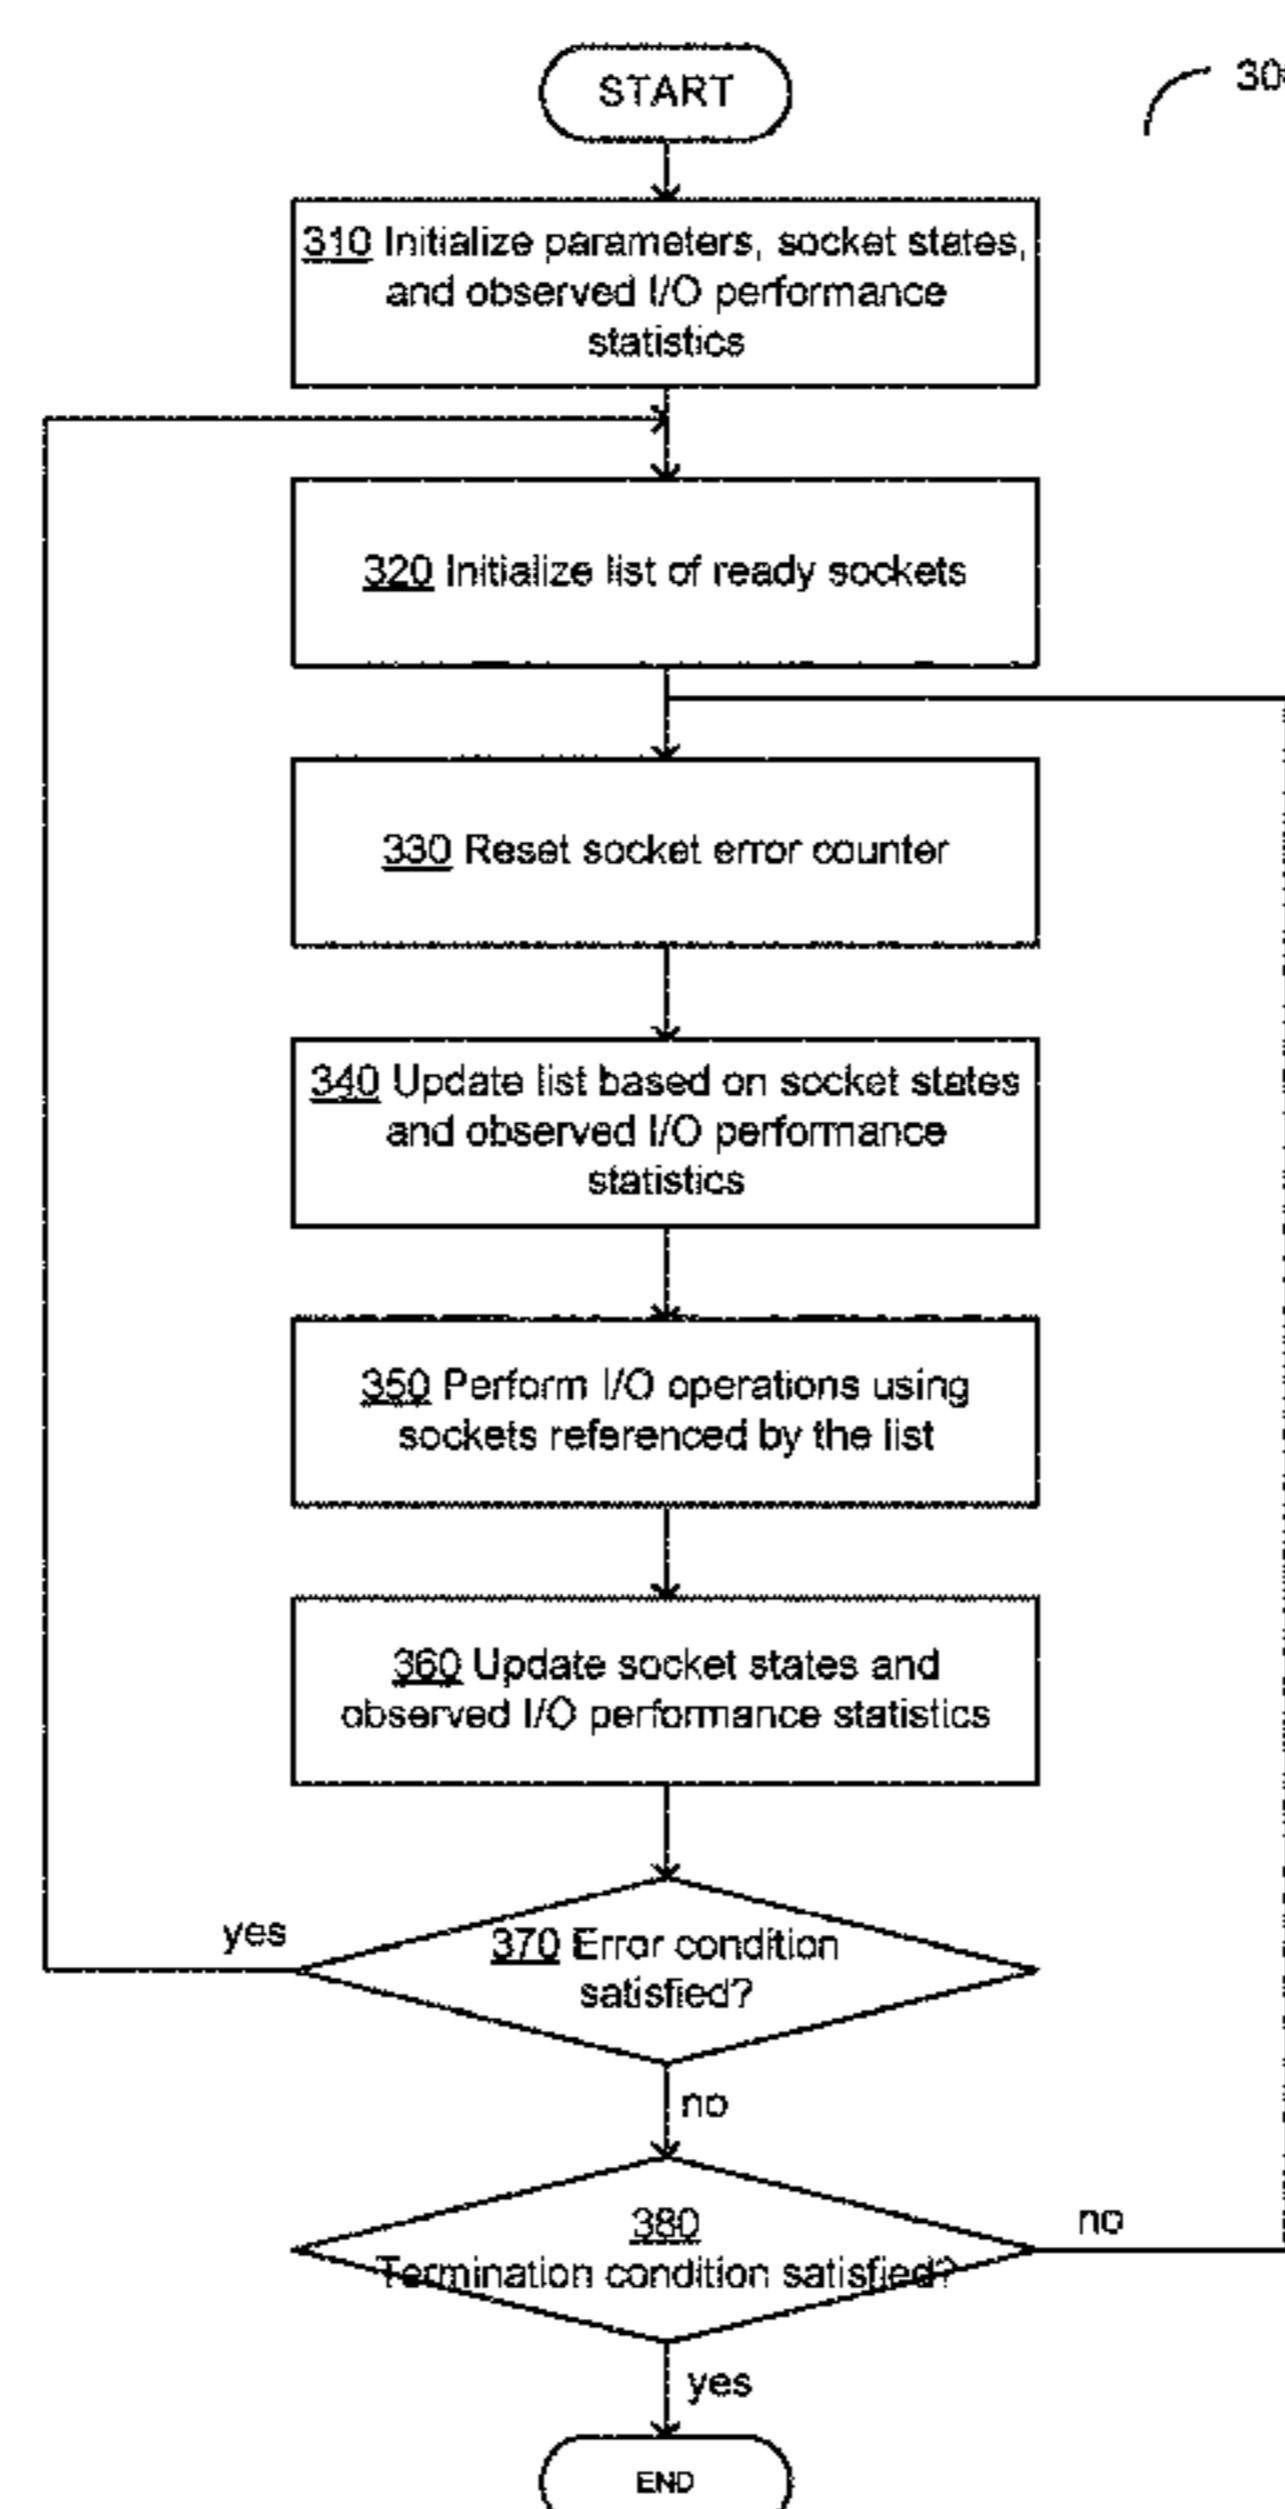 START
310 Initialize parameters, socket states,
and observed I/O performance
statistics
320 Initialize list of ready sockets
330 Reset socket error counter
340 Update list based on socket states
and observed I/O performance
statistics
350 Perform I/O operations using
sockets referenced by the list
360 Update socket states and
observed I/O performance statistics
yes
370 Error condition
satisfied?
no
380
Termination condition satisfied?
no
yes
END